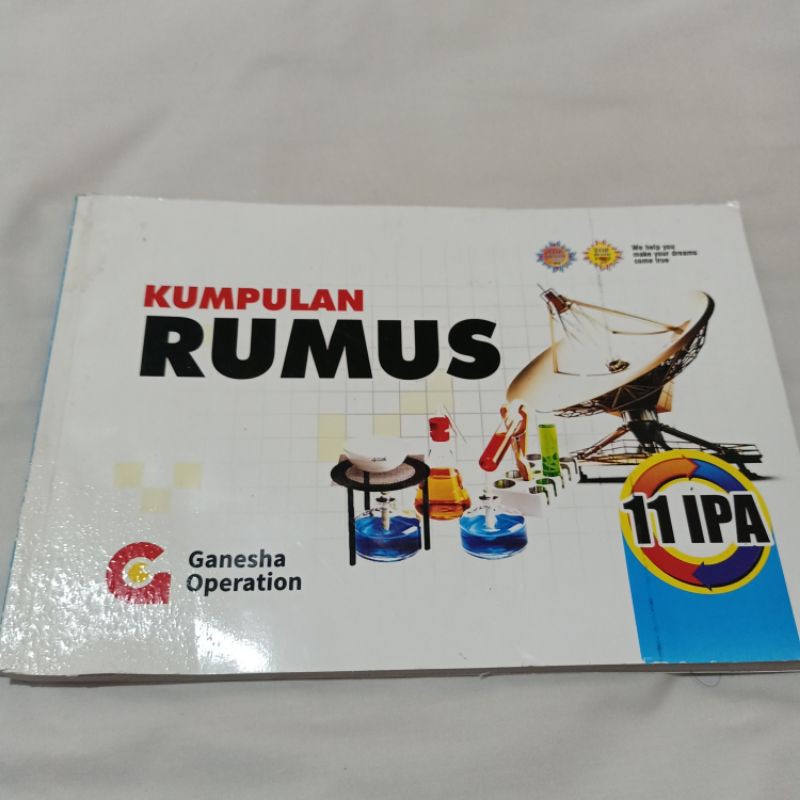 We help you
make your dreams
come true
KUMPULAN
RUMUS
11 IPA
Ganesha
Operation